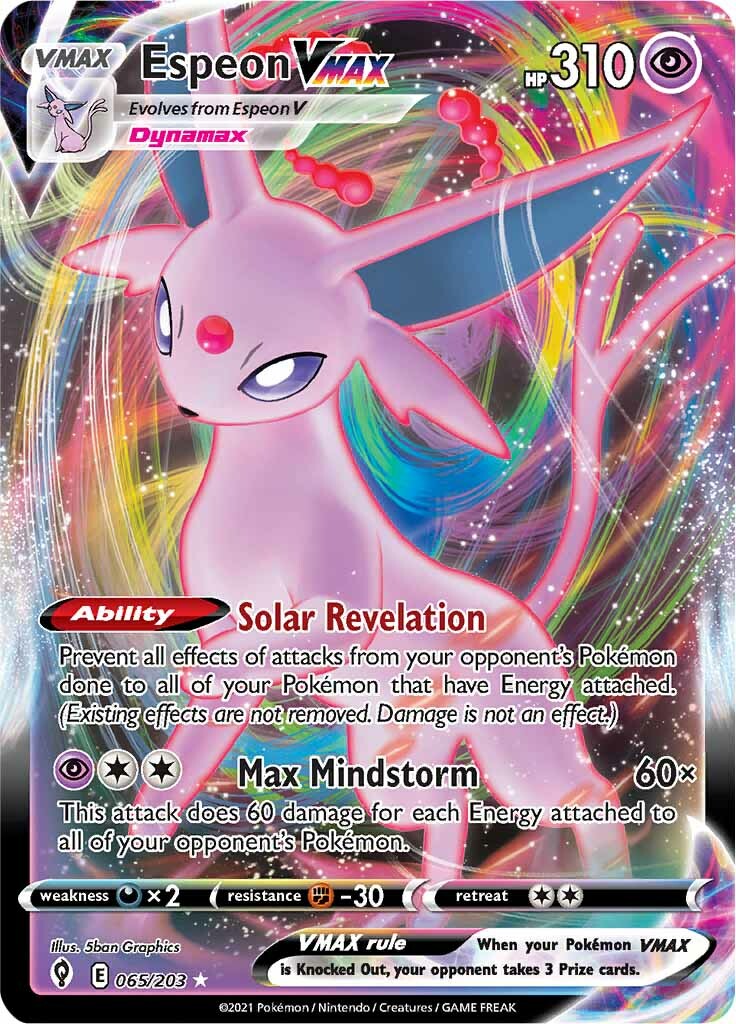 VMAX
Espeon VMAX
HP 310
Evolves from Espeon V
Dynamax
Ability Solar Revelation
Prevent all effects of attacks from your opponent's Pokémon
done to all of your Pokémon that have Energy attached.
(Existing effects are not removed. Damage is not an effect.)
Max Mindstorm 60×
This attack does 60 damage for each Energy attached to
all of your opponent's Pokémon.
weakness ×2 resistance -30 retreat
Illus. 5ban Graphics
VMAX rule When your Pokémon VMAX
is Knocked Out, your opponent takes 3 Prize cards.
E 065/203 ★
©2021 Pokémon / Nintendo / Creatures / GAME FREAK